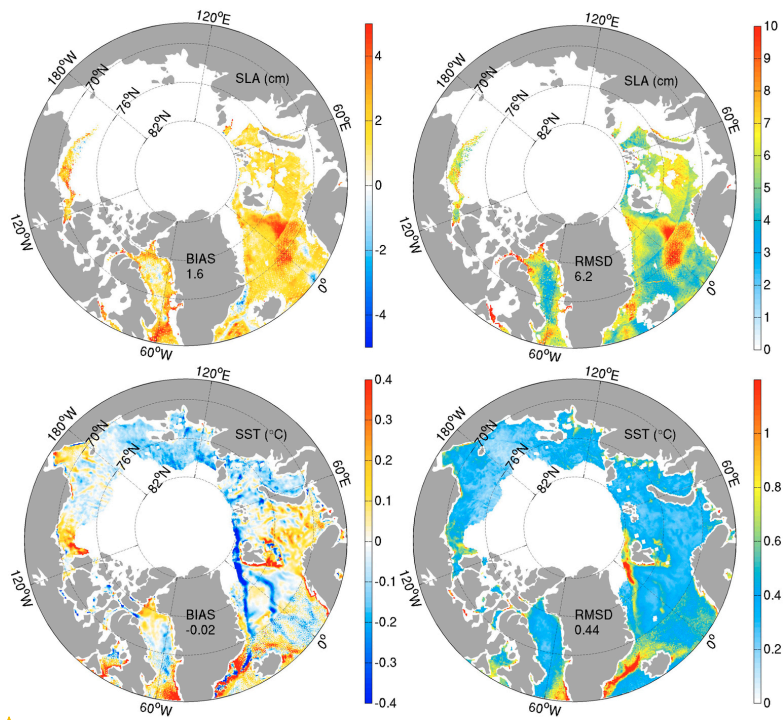 120°E
180°W
70°N
76°N
82°N
60°E
120°W
0°
60°W
SLA (cm)
BIAS
1.6
4
2
0
-2
-4
120°E
180°W
70°N
76°N
82°N
60°E
120°W
0°
60°W
SLA (cm)
RMSD
6.2
10
9
8
7
6
5
4
3
2
1
0
120°E
180°W
70°N
76°N
82°N
60°E
120°W
0°
60°W
SST (°C)
BIAS
-0.02
0.4
0.3
0.2
0.1
0
-0.1
-0.2
-0.3
-0.4
120°E
180°W
70°N
76°N
82°N
60°E
120°W
0°
60°W
SST (°C)
RMSD
0.44
1
0.8
0.6
0.4
0.2
0